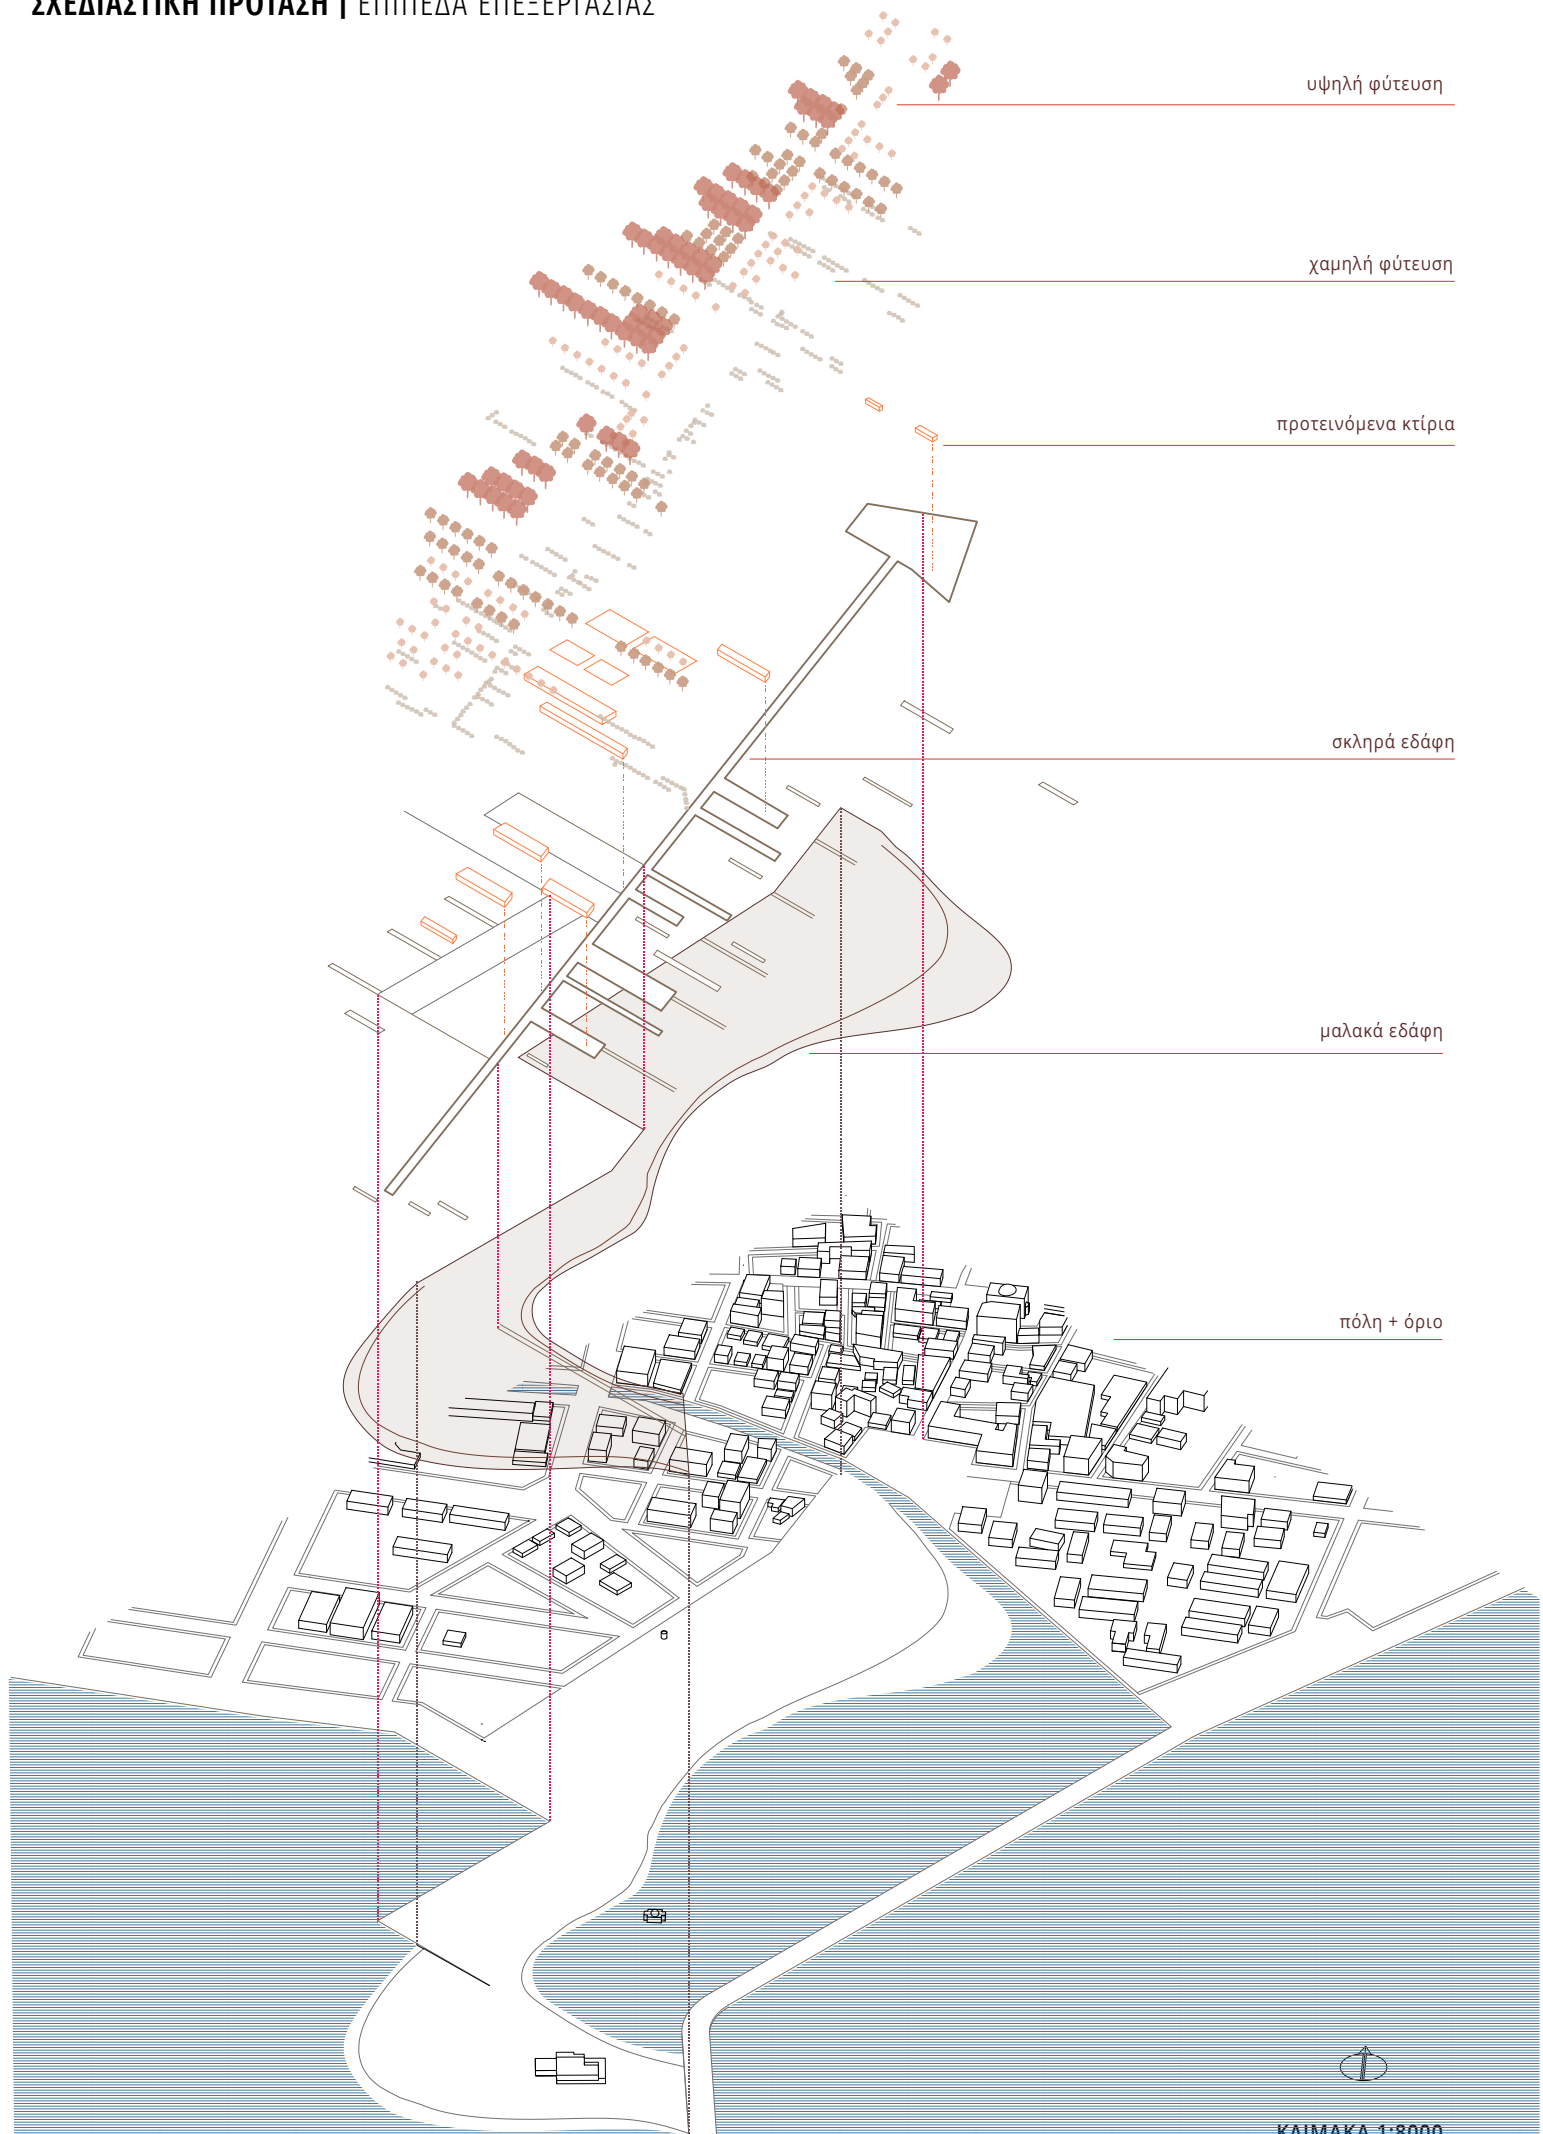 ΣΧΕΔΙΑΣΤΙΚΗ ΠΡΟΤΑΣΗ | ΕΠΙΠΕΔΑ ΕΠΕΞΕΡΓΑΣΙΑΣ
υψηλή φύτευση
χαμηλή φύτευση
προτεινόμενα κτίρια
σκληρά εδάφη
μαλακά εδάφη
πόλη + όριο
ΚΛΙΜΑΚΑ 1:8000